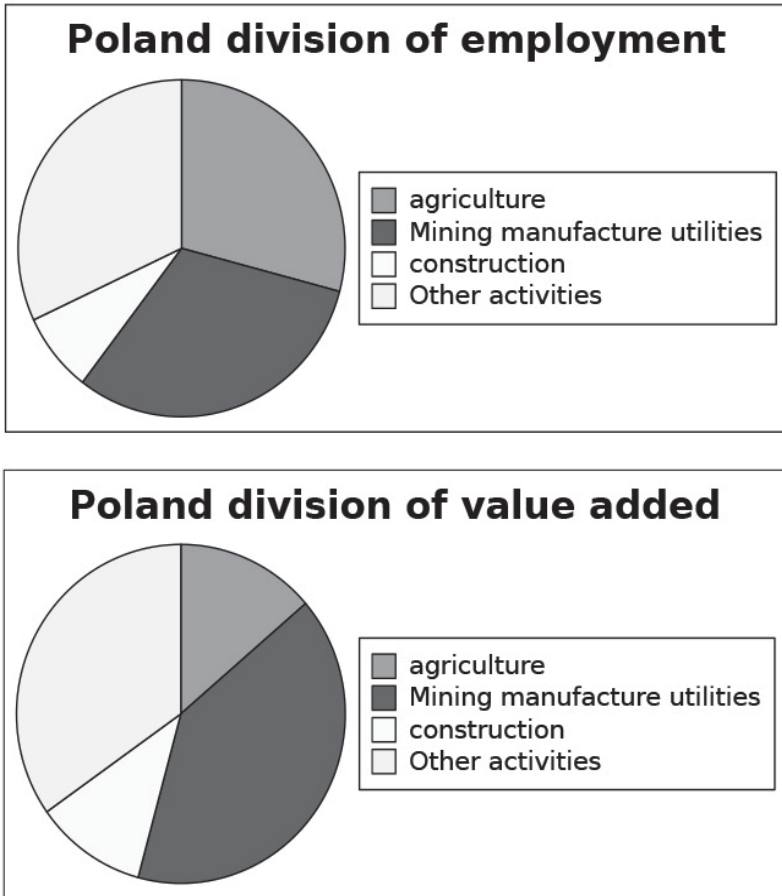 Poland division of employment
agriculture
Mining manufacture utilities
construction
Other activities
Poland division of value added
agriculture
Mining manufacture utilities
construction
Other activities